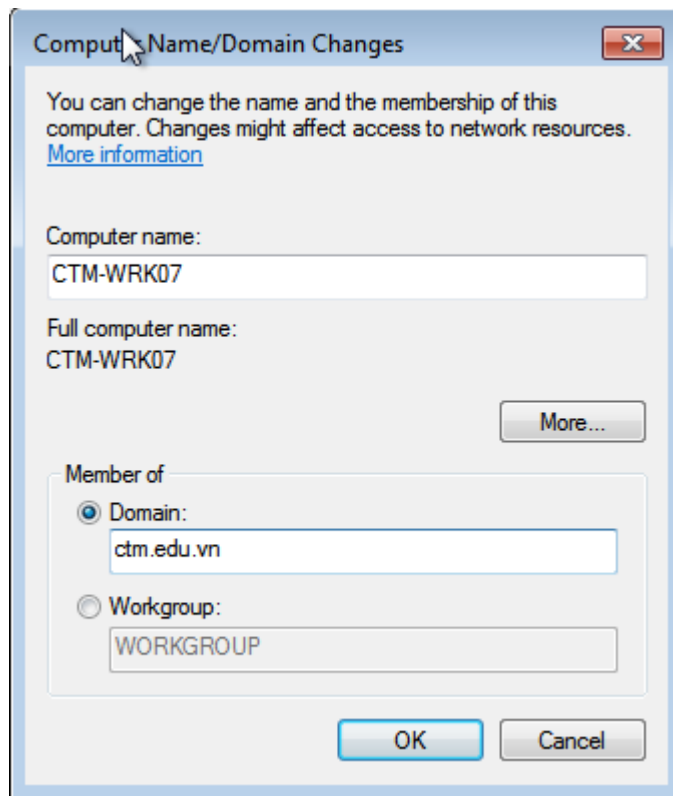 Computer Name/Domain Changes
You can change the name and the membership of this
computer. Changes might affect access to network resources.
More information
Computer name:
CTM-WRK07
Full computer name:
CTM-WRK07
More...
Member of
Domain:
ctm.edu.vn
Workgroup:
WORKGROUP
OK Cancel